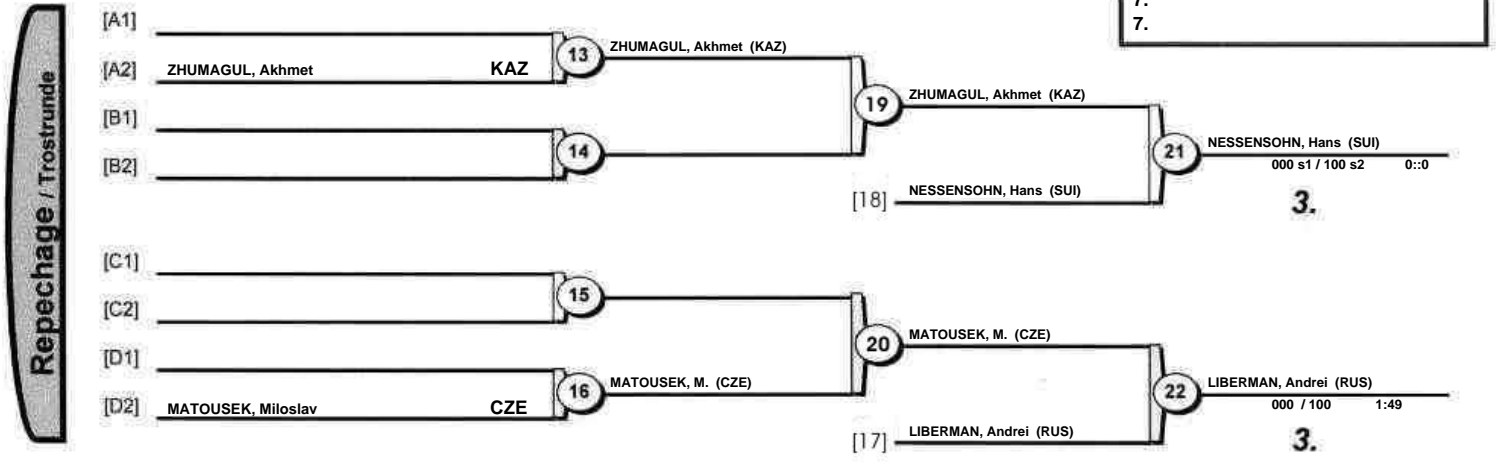 7.
7.
Repechage / Trostrunde
[A1]
[A2] ZHUMAGUL, Akhmet KAZ
13 ZHUMAGUL, Akhmet (KAZ)
[B1]
[B2]
14
19 ZHUMAGUL, Akhmet (KAZ)
[18] NESSENSOHN, Hans (SUI)
21 NESSENSOHN, Hans (SUI)
000 s1 / 100 s2 0::0
3.
[C1]
[C2]
15
[D1]
[D2] MATOUSEK, Miloslav CZE
16 MATOUSEK, M. (CZE)
20 MATOUSEK, M. (CZE)
[17] LIBERMAN, Andrei (RUS)
22 LIBERMAN, Andrei (RUS)
000 / 100 1:49
3.